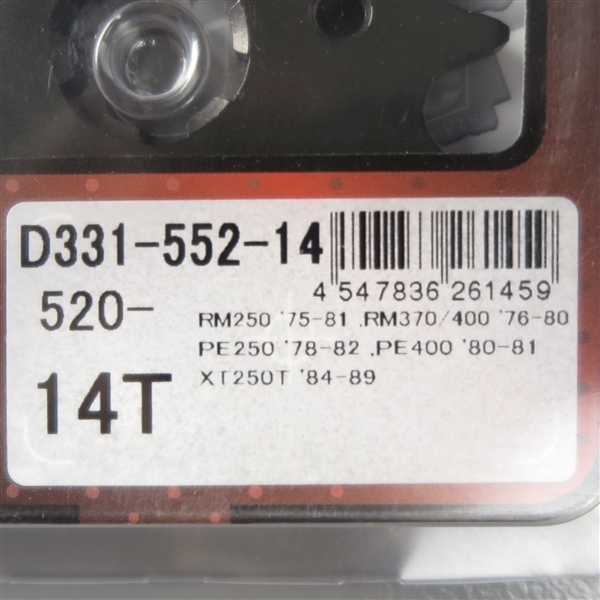 D331-552-14
4 547836 261459
520-
RM250 '75-81 .RM370/400 '76-80
PE250 '78-82 .PE400 '80-81
XT250T '84-89
14T